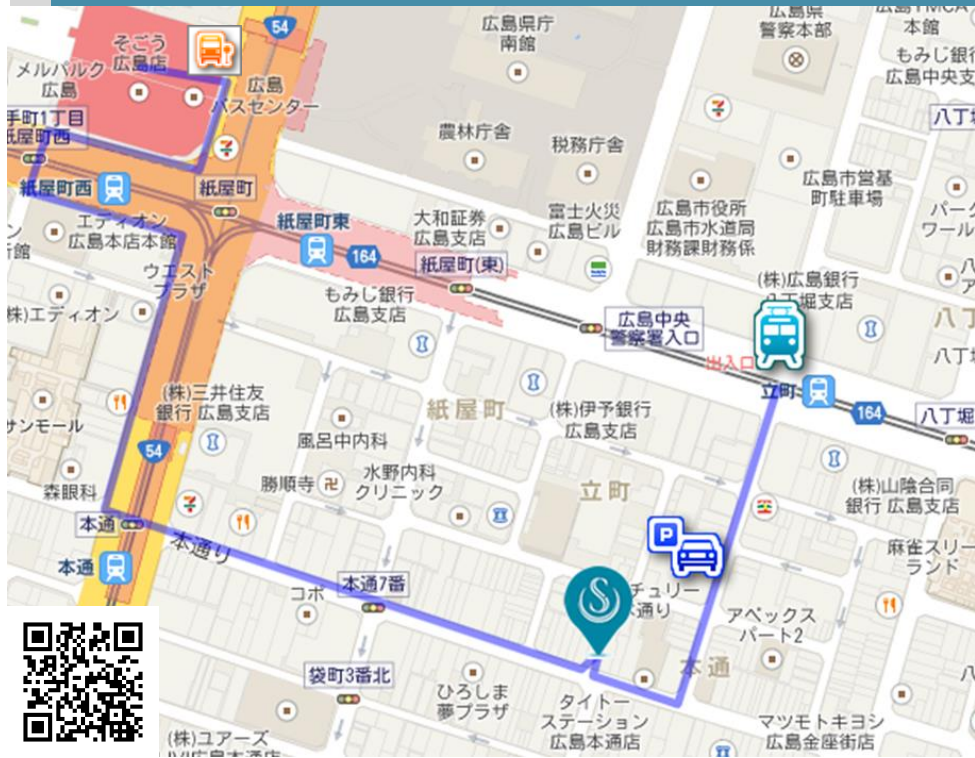 54
広島県庁
南館
広島県
警察本部
広島YMCA
本館
そごう
広島店
メルパルク
広島
広島
バスセンター
もみじ銀行
広島中央支
手町1丁目
紙屋町西
農林庁舎
税務庁舎
八丁堀
紙屋町西
紙屋町
広島市営基
町駐車場
エディオン
広島本店本館
紙屋町東
大和証券
広島支店
富士火災
広島ビル
広島市役所
広島市水道局
財務課財務係
パーク
ワール
164
紙屋町(東)
ウエスト
プラザ
(株)広島銀行
八丁堀支店
株)エディオン
もみじ銀行
広島支店
広島中央
警察署入口
八丁
出入口
立町
164
八丁堀
(株)三井住友
銀行 広島支店
紙屋町
(株)伊予銀行
広島支店
サンモール
54
風呂中内科
勝順寺
水野内科
クリニック
立町
(株)山陰合同
銀行 広島支店
森眼科
本通
本通り
P
麻雀スリー
ランド
本通
コポ
本通7番
チュリー
本通り
アペックス
パート2
袋町3番北
本通
ひろしま
夢プラザ
タイトー
ステーション
広島本通店
マツモトキヨシ
広島金座街店
(株)ユアーズ